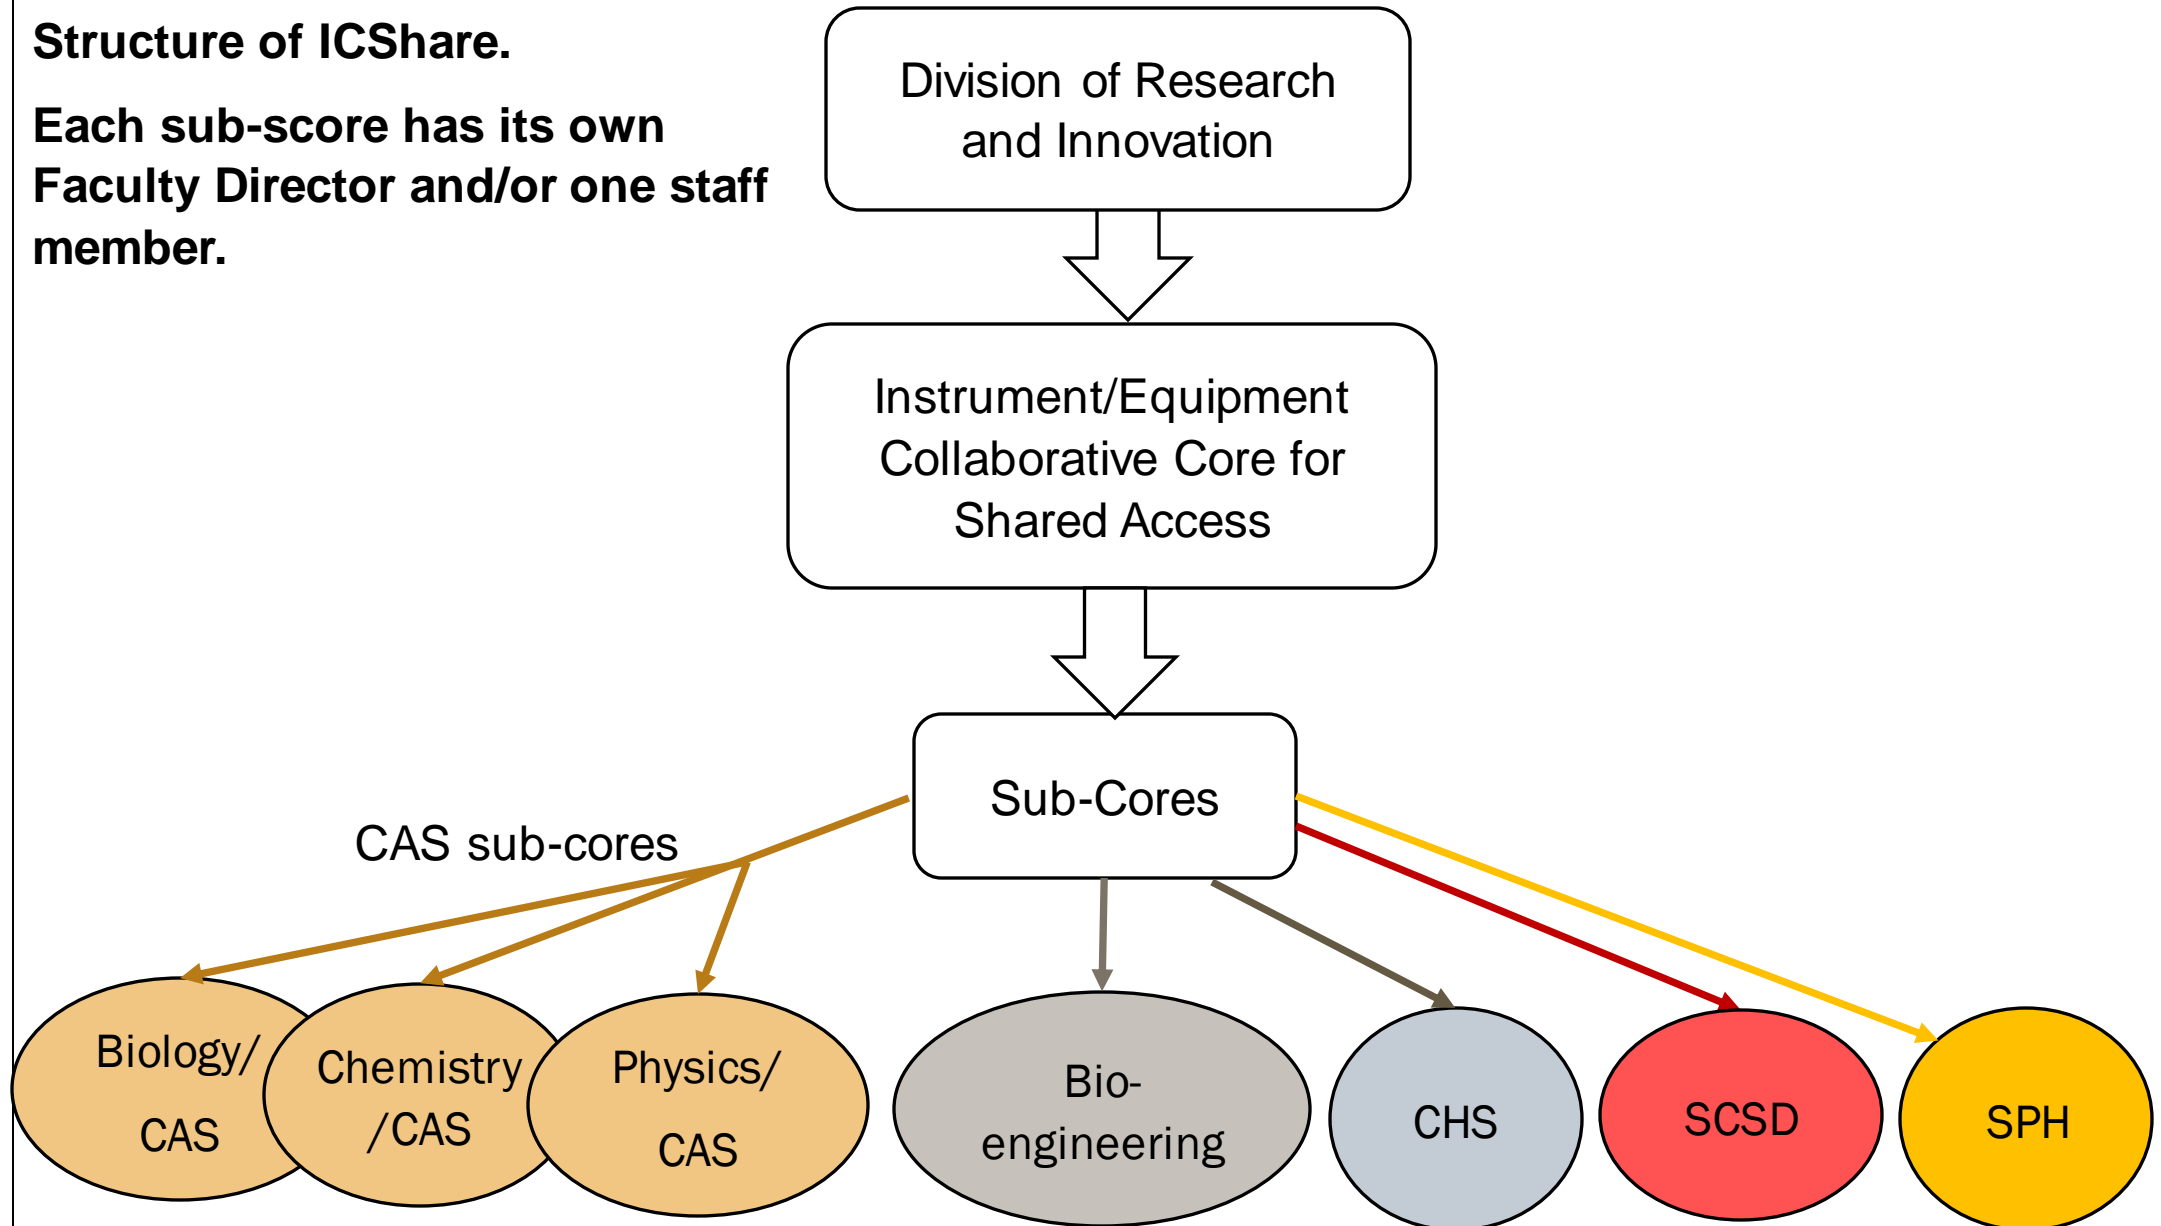 Structure of ICShare.
Each sub-score has its own
Faculty Director and/or one staff
member.
Division of Research
and Innovation
Instrument/Equipment
Collaborative Core for
Shared Access
Sub-Cores
CAS sub-cores
Biology/
CAS
Chemistry
/CAS
Physics/
CAS
Bio-
engineering
CHS
SCSD
SPH